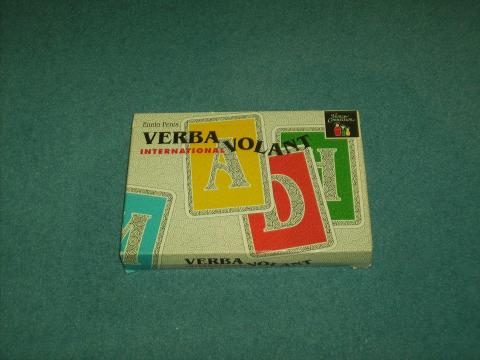 Ennio Peres
VERBA
VOLANT
INTERNATIONAL
A
H
D
M
VERBA
VOLANT